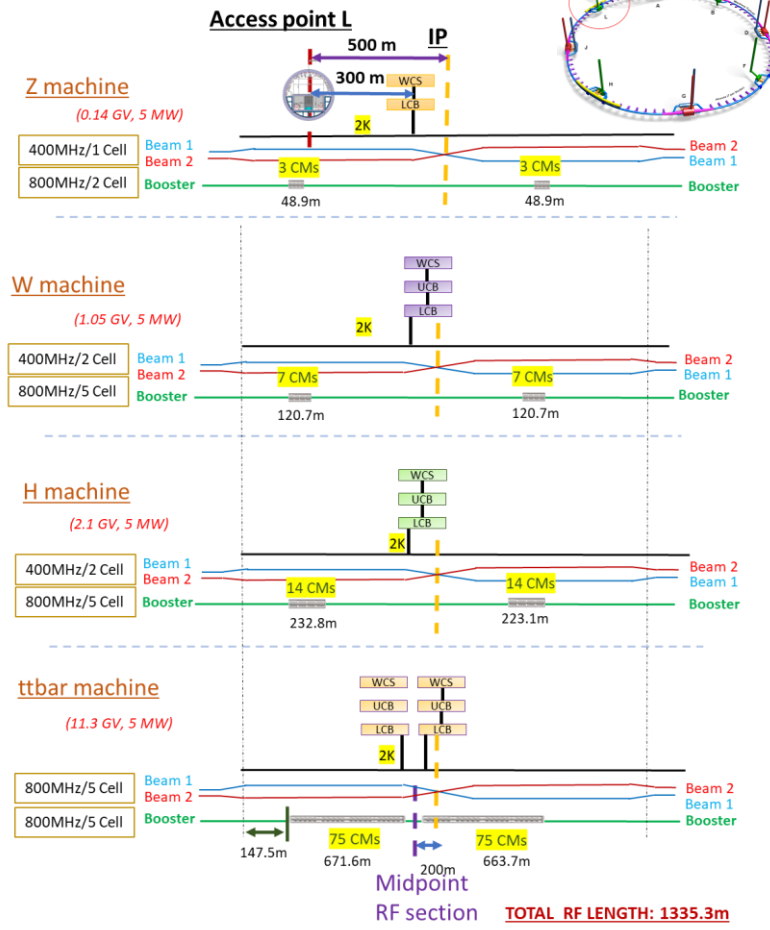 Access point L
IP
500 m
300 m
WCS
LCB
Z machine
(0.14 GV, 5 MW)
2K
400MHz/1 Cell
Beam 1
Beam 2
Beam 2
Beam 1
3 CMs
3 CMs
800MHz/2 Cell
Booster
Booster
48.9m
48.9m
L
A
B
D
F
G
H
J
W machine
(1.05 GV, 5 MW)
WCS
UCB
LCB
2K
400MHz/2 Cell
Beam 1
Beam 2
Beam 2
Beam 1
7 CMs
7 CMs
800MHz/5 Cell
Booster
Booster
120.7m
120.7m
H machine
(2.1 GV, 5 MW)
WCS
UCB
LCB
2K
400MHz/2 Cell
Beam 1
Beam 2
Beam 2
Beam 1
14 CMs
14 CMs
800MHz/5 Cell
Booster
Booster
232.8m
223.1m
ttbar machine
(11.3 GV, 5 MW)
WCS
WCS
UCB
UCB
LCB
LCB
2K
800MHz/5 Cell
Beam 1
Beam 2
Beam 2
Beam 1
800MHz/5 Cell
Booster
Booster
147.5m
75 CMs
75 CMs
671.6m
200m
663.7m
Midpoint
RF section
TOTAL RF LENGTH: 1335.3m